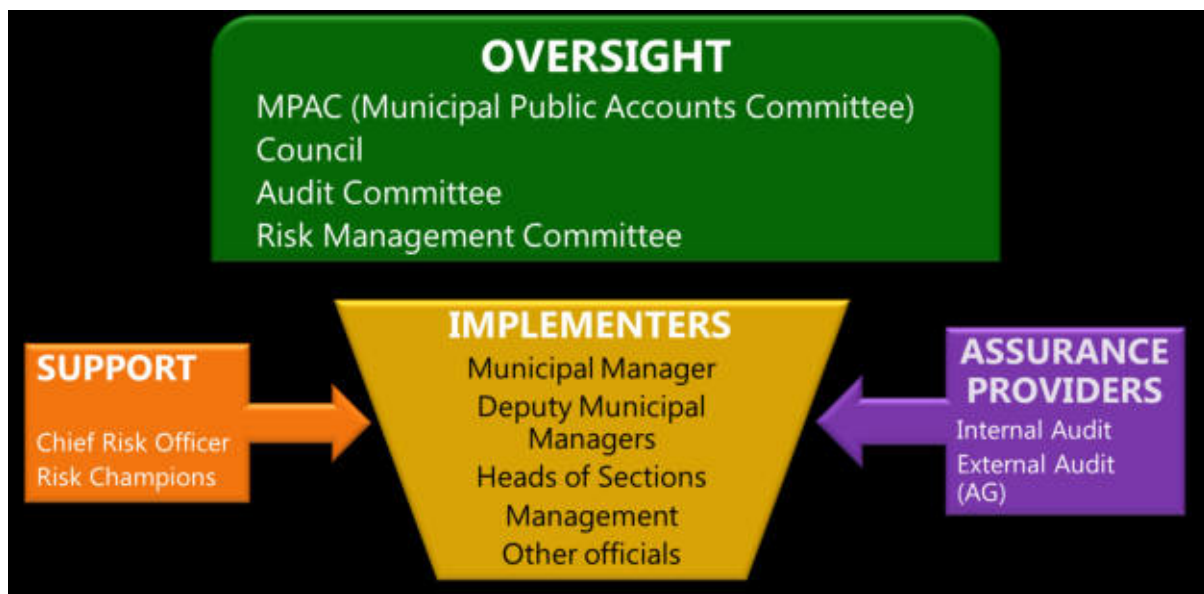 OVERSIGHT
MPAC (Municipal Public Accounts Committee)
Council
Audit Committee
Risk Management Committee
SUPPORT
Chief Risk Officer
Risk Champions
IMPLEMENTERS
Municipal Manager
Deputy Municipal
Managers
Heads of Sections
Management
Other officials
ASSURANCE
PROVIDERS
Internal Audit
External Audit
(AG)